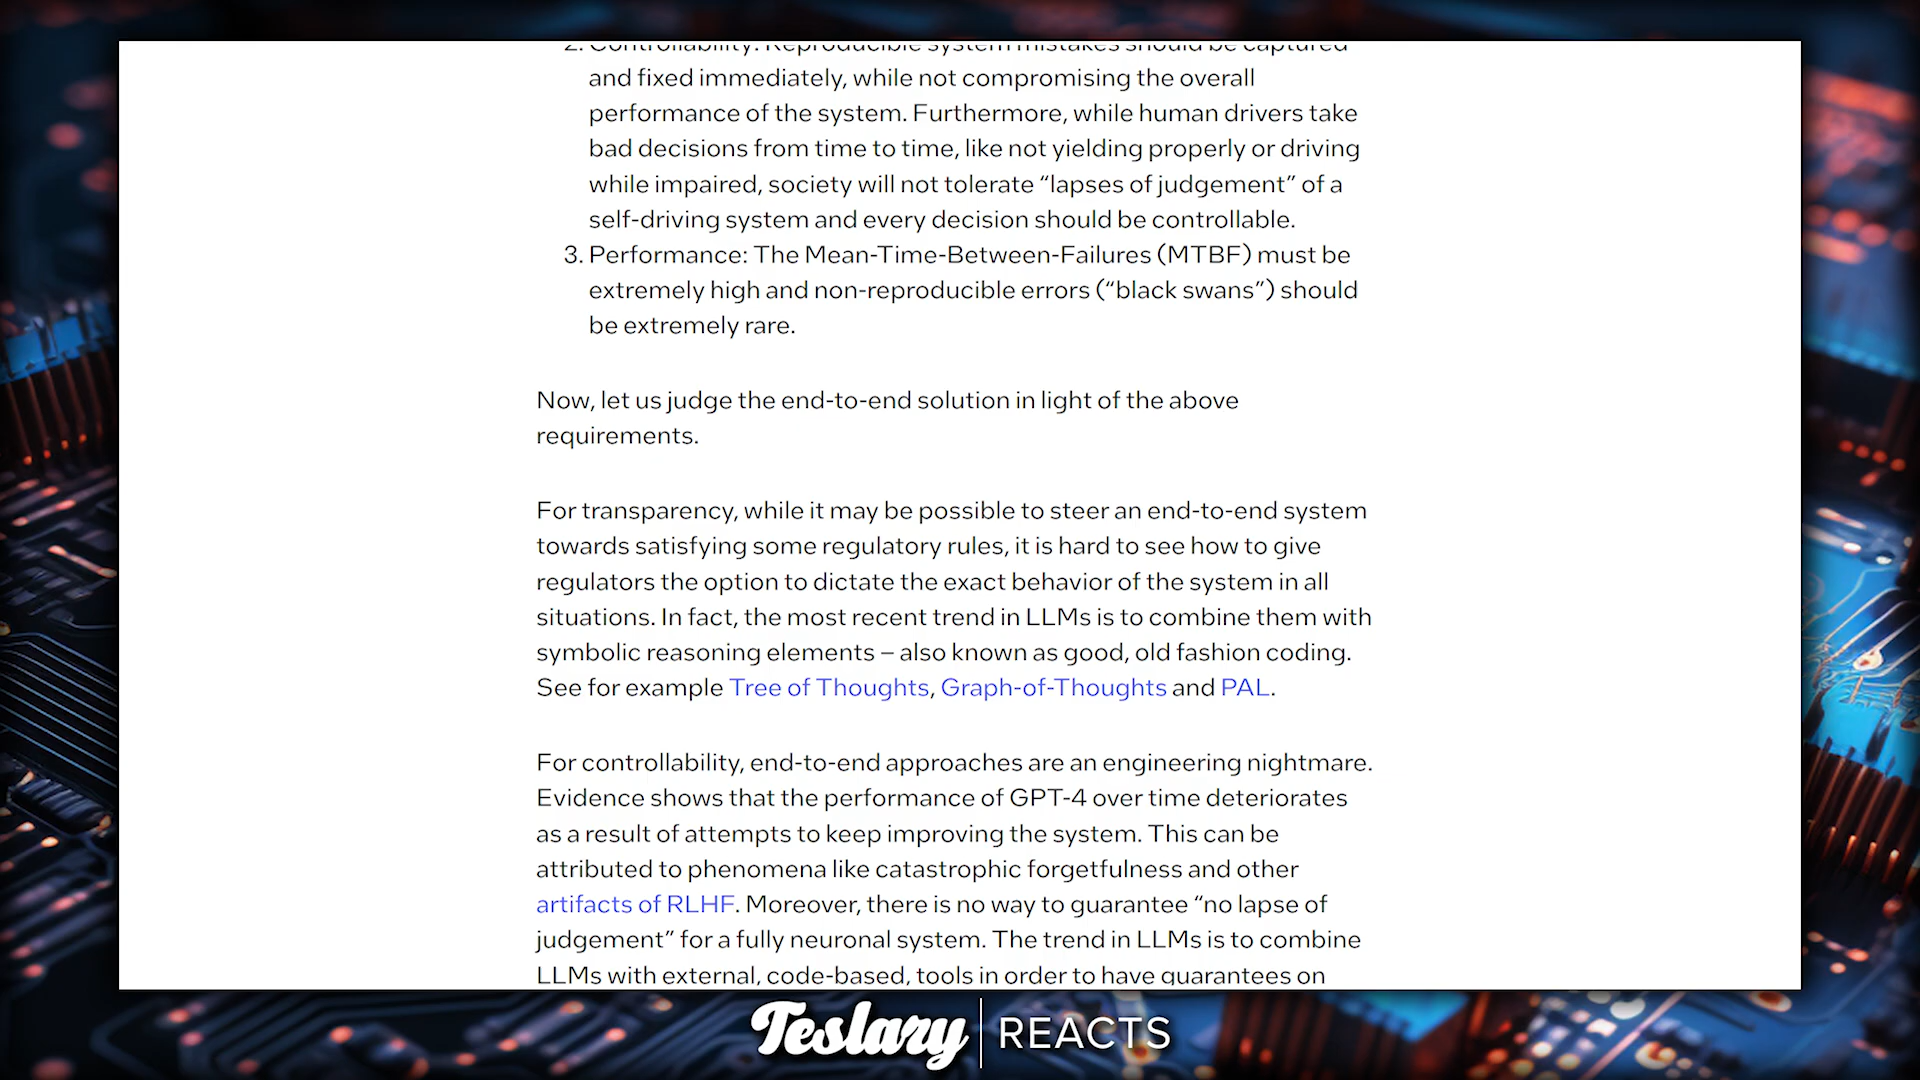 2. Controllability: Reproducible system mistakes should be captured
and fixed immediately, while not compromising the overall
performance of the system. Furthermore, while human drivers take
bad decisions from time to time, like not yielding properly or driving
while impaired, society will not tolerate “lapses of judgement” of a
self-driving system and every decision should be controllable.
3. Performance: The Mean-Time-Between-Failures (MTBF) must be
extremely high and non-reproducible errors (“black swans”) should
be extremely rare.
Now, let us judge the end-to-end solution in light of the above
requirements.
For transparency, while it may be possible to steer an end-to-end system
towards satisfying some regulatory rules, it is hard to see how to give
regulators the option to dictate the exact behavior of the system in all
situations. In fact, the most recent trend in LLMs is to combine them with
symbolic reasoning elements – also known as good, old fashion coding.
See for example Tree of Thoughts, Graph-of-Thoughts and PAL.
For controllability, end-to-end approaches are an engineering nightmare.
Evidence shows that the performance of GPT-4 over time deteriorates
as a result of attempts to keep improving the system. This can be
attributed to phenomena like catastrophic forgetfulness and other
artifacts of RLHF. Moreover, there is no way to guarantee “no lapse of
judgement” for a fully neuronal system. The trend in LLMs is to combine
LLMs with external, code-based, tools in order to have guarantees on
Teslary REACTS